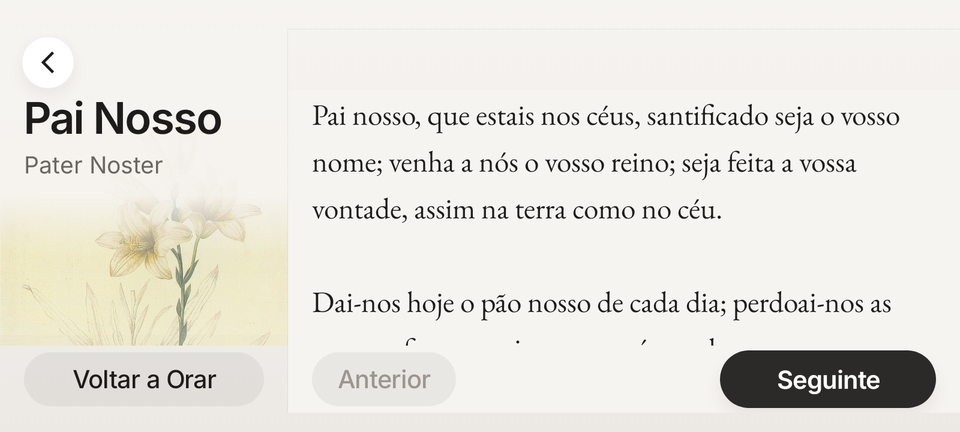 Pai Nosso
Pater Noster
Pai nosso, que estais nos céus, santificado seja o vosso
nome; venha a nós o vosso reino; seja feita a vossa
vontade, assim na terra como no céu.
Dai-nos hoje o pão nosso de cada dia; perdoai-nos as
Voltar a Orar
Anterior
Seguinte